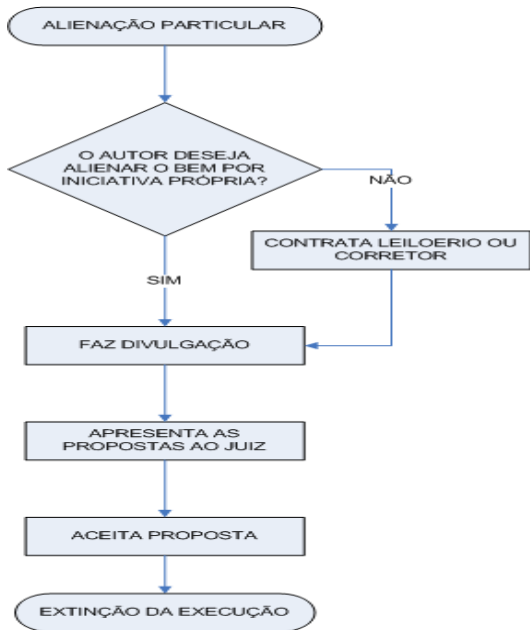 ALIENAÇÃO PARTICULAR
O AUTOR DESEJA
ALIENAR O BEM POR
INICIATIVA PRÓPRIA?
NÃO
CONTRATA LEILOERIO OU
CORRETOR
SIM
FAZ DIVULGAÇÃO
APRESENTA AS
PROPOSTAS AO JUIZ
ACEITA PROPOSTA
EXTINÇÃO DA EXECUÇÃO